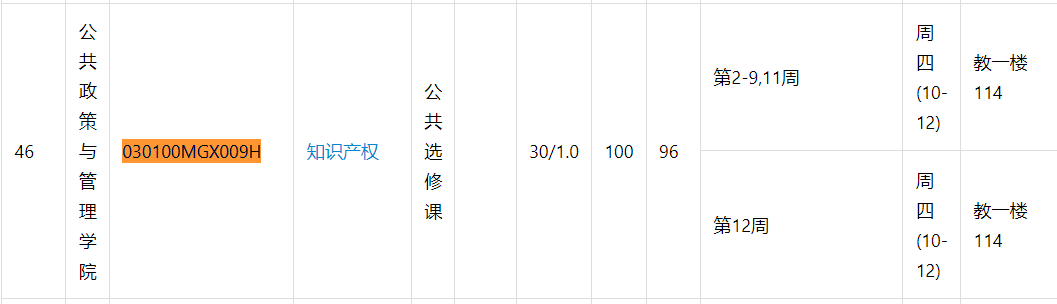 46
公
共
政
策
与
管
理
学
院
030100MGX009H
知识产权
公
共
选
修
课
30/1.0
100
96
第2-9,11周
周
四
(10-
12)
教一楼
114
第12周
周
四
(10-
12)
教一楼
114